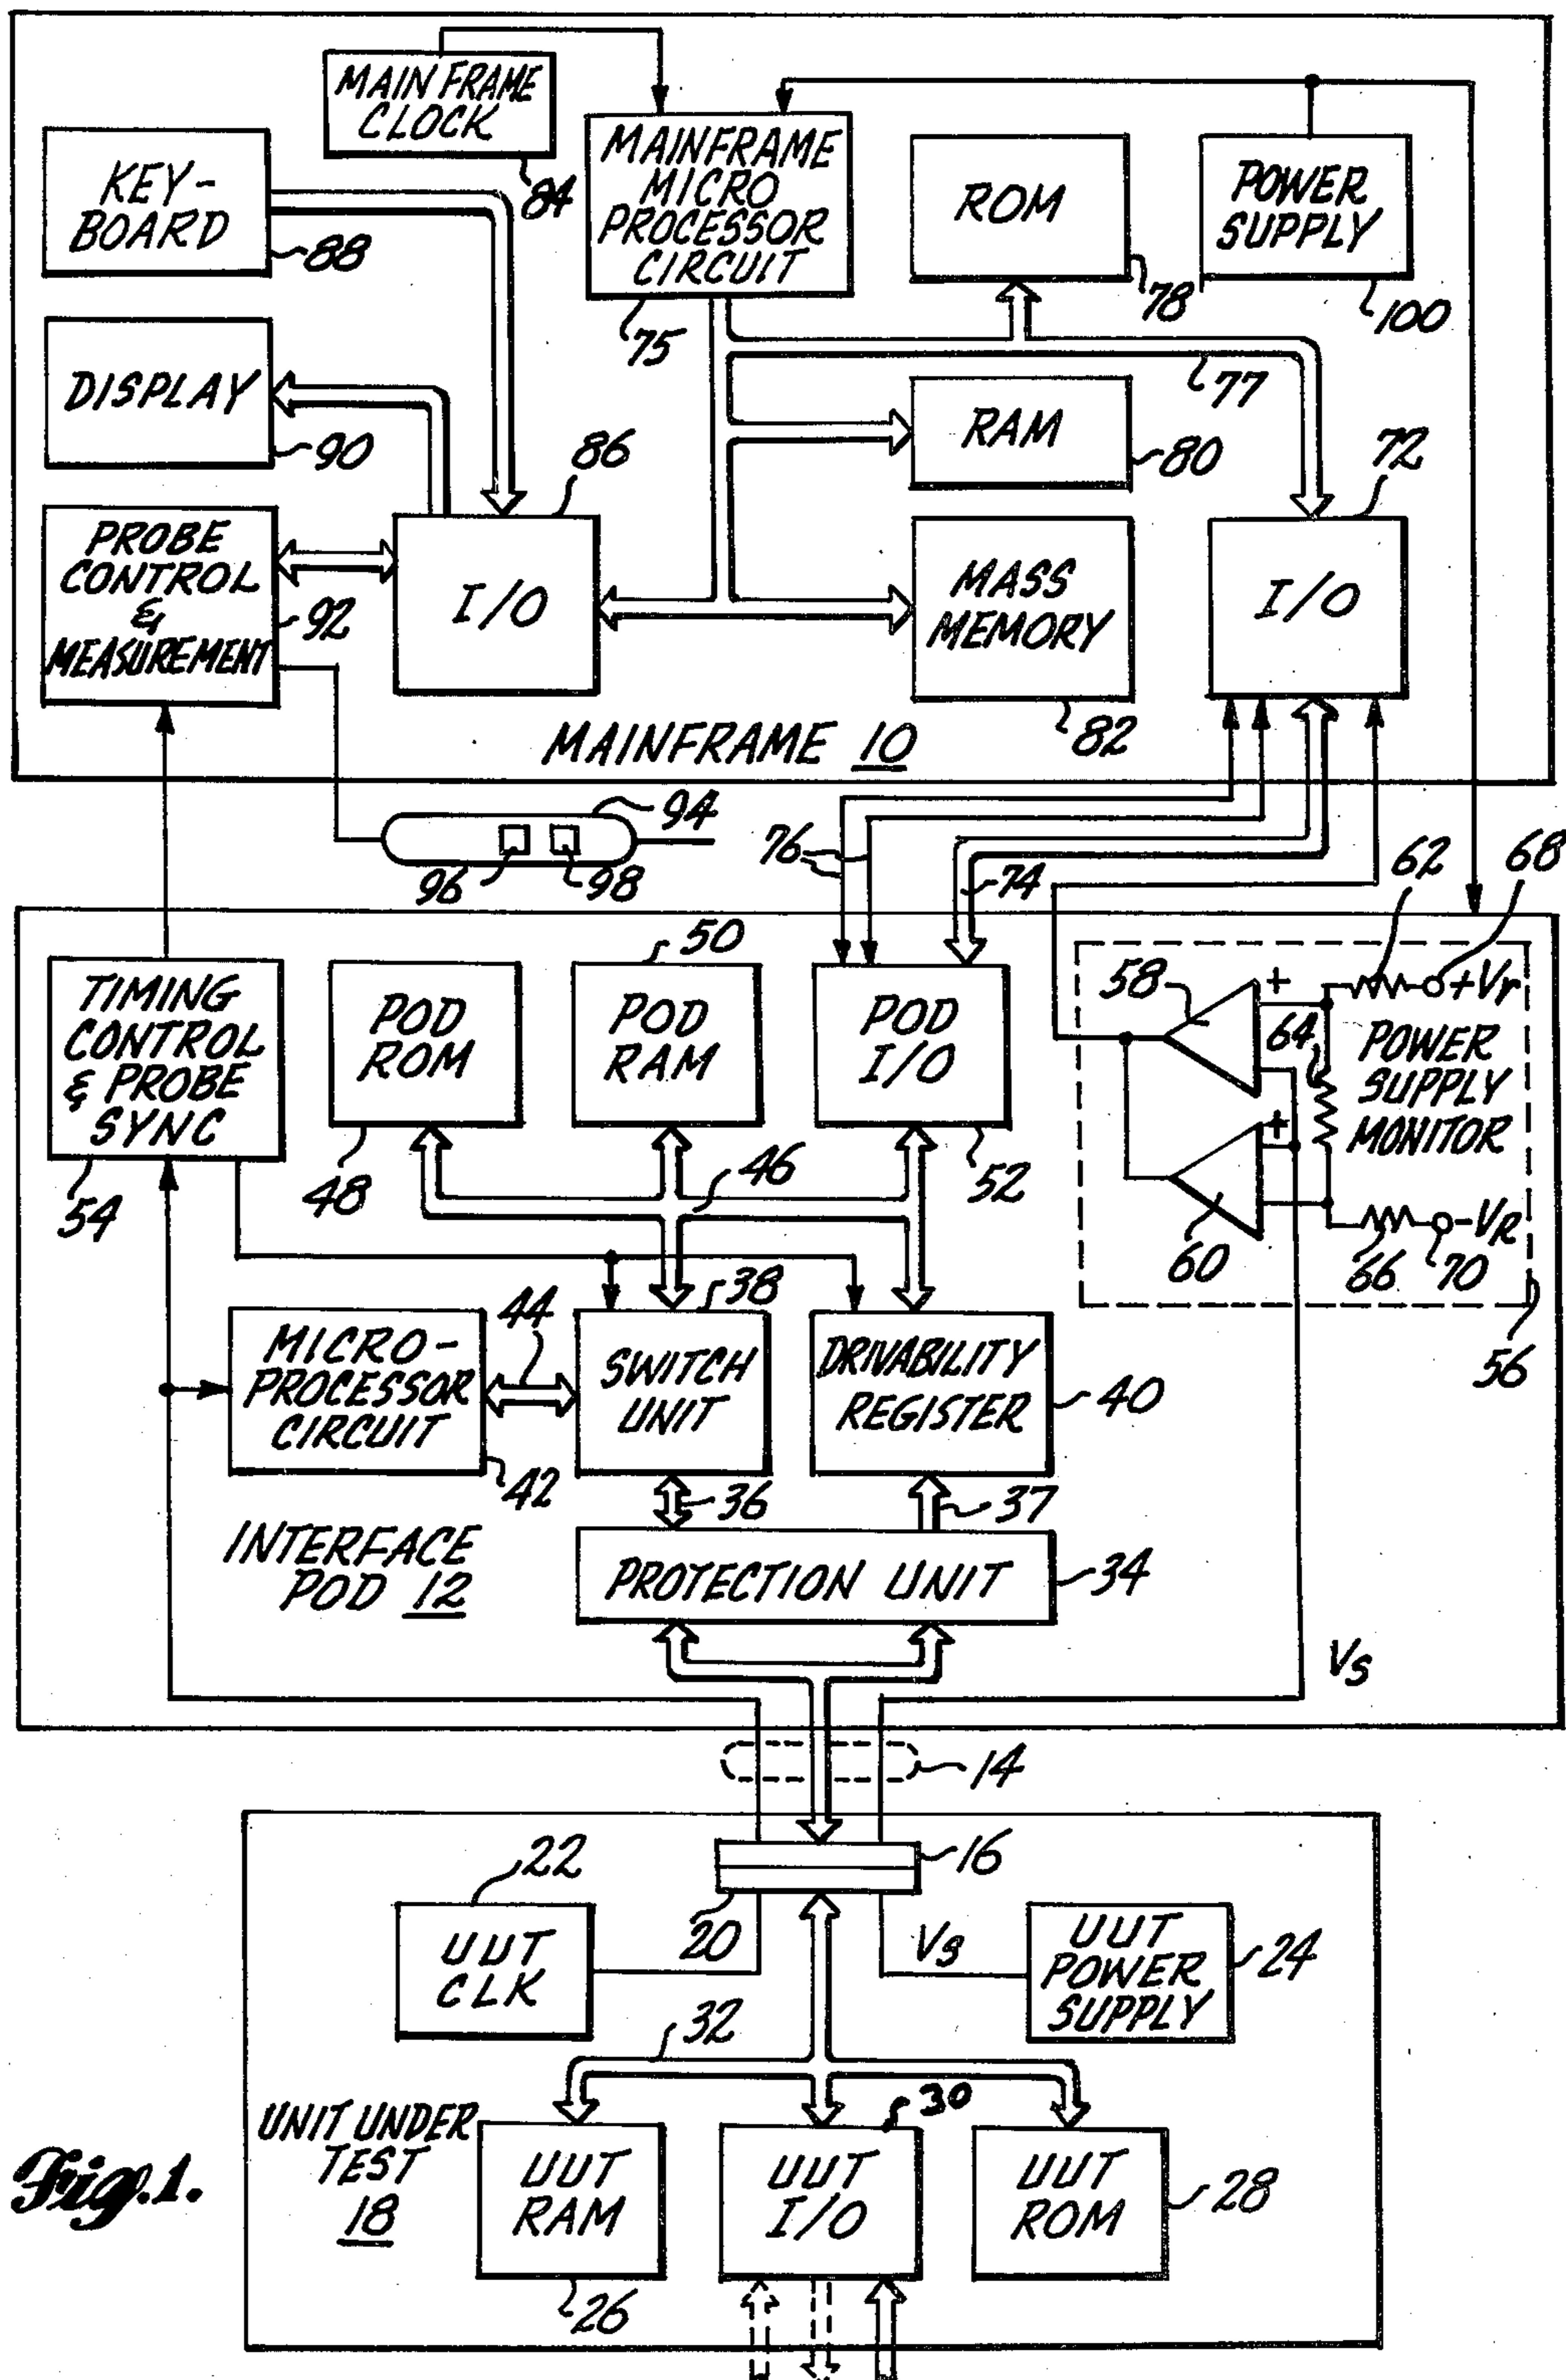 MAIN FRAME
CLOCK
84
KEY-
BOARD
88
MAINFRAME
MICRO
PROCESSOR
CIRCUIT
75
ROM
78
POWER
SUPPLY
100
77
DISPLAY
90
86
RAM
80
72
PROBE
CONTROL
&
MEASUREMENT
92
I/O
MASS
MEMORY
82
I/O
MAINFRAME 10
94
96
98
76
74
62
68
TIMING
CONTROL
& PROBE
SYNC
54
POD
ROM
48
50
POD
RAM
POD
I/O
52
46
58
+
+Vr
64
POWER
SUPPLY
MONITOR
+
60
-VR
66
70
56
44
38
MICRO-
PROCESSOR
CIRCUIT
42
SWITCH
UNIT
DRIVABILITY
REGISTER
40
36
37
INTERFACE
POD 12
PROTECTION UNIT
34
Vs
14
22
16
UUT
CLK
20
Vs
UUT
POWER
SUPPLY
24
32
30
UNIT UNDER
TEST
18
UUT
RAM
26
UUT
I/O
UUT
ROM
28
Fig.1.